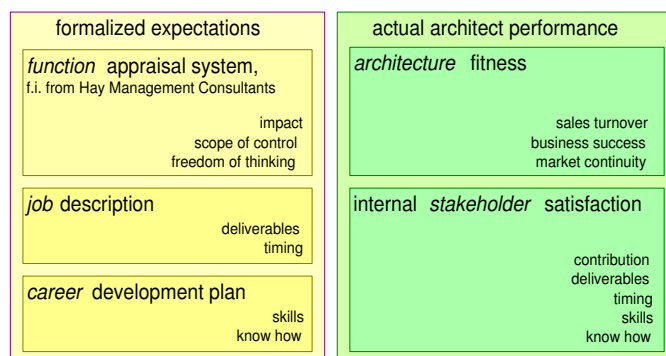 formalized expectations
function appraisal system,
f.i. from Hay Management Consultants
impact
scope of control
freedom of thinking
job description
deliverables
timing
career development plan
skills
know how
actual architect performance
architecture fitness
sales turnover
business success
market continuity
internal stakeholder satisfaction
contribution
deliverables
timing
skills
know how